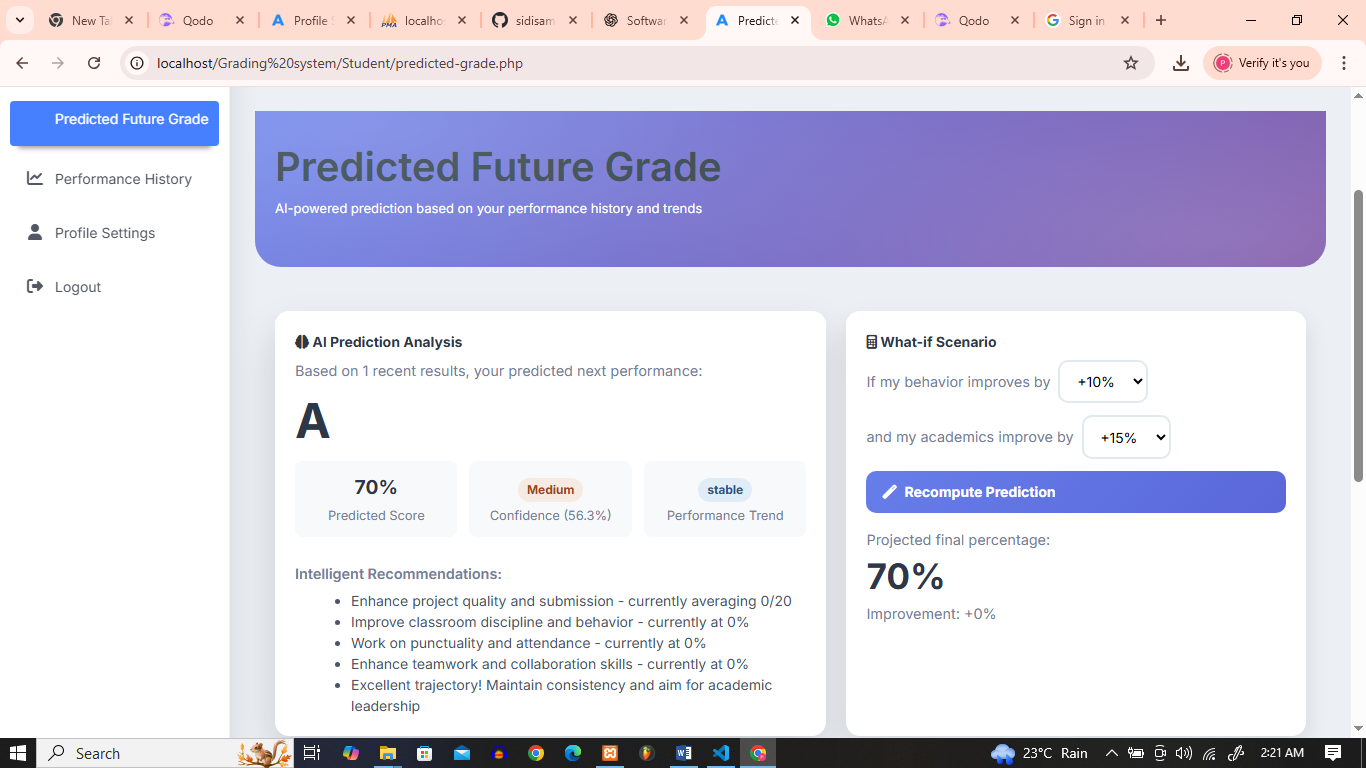 New Ta
Qodo
Profile S
localho
sidisam
Softwar
Predicte
WhatsA
Qodo
Sign in
localhost/Grading%20system/Student/predicted-grade.php
Verify it's you
Predicted Future Grade
Performance History
Profile Settings
Logout
Predicted Future Grade
AI-powered prediction based on your performance history and trends
AI Prediction Analysis
Based on 1 recent results, your predicted next performance:
A
70%
Predicted Score
Medium
Confidence (56.3%)
stable
Performance Trend
Intelligent Recommendations:
• Enhance project quality and submission - currently averaging 0/20
• Improve classroom discipline and behavior - currently at 0%
• Work on punctuality and attendance - currently at 0%
• Enhance teamwork and collaboration skills - currently at 0%
• Excellent trajectory! Maintain consistency and aim for academic
leadership
What-if Scenario
If my behavior improves by +10%
and my academics improve by +15%
Recompute Prediction
Projected final percentage:
70%
Improvement: +0%
Search
23°C Rain
2:21 AM